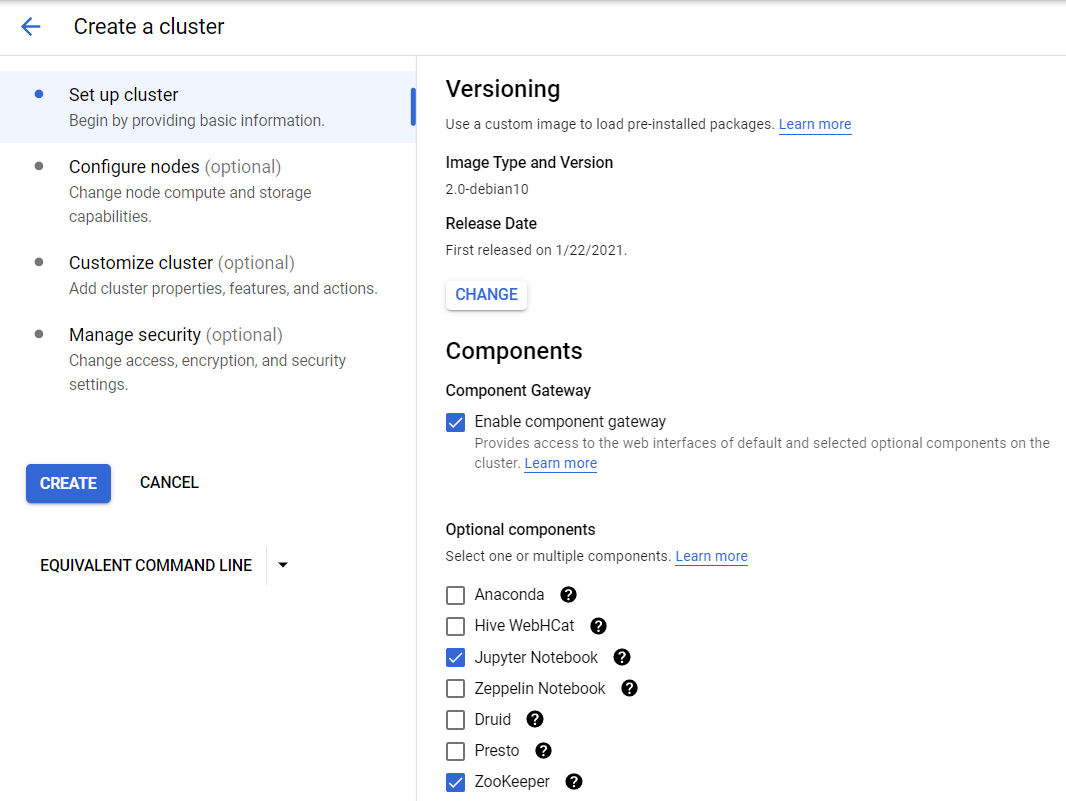 Create a cluster
Set up cluster
Begin by providing basic information.
Configure nodes (optional)
Change node compute and storage
capabilities.
Customize cluster (optional)
Add cluster properties, features, and actions.
Manage security (optional)
Change access, encryption, and security
settings.
CREATE
CANCEL
EQUIVALENT COMMAND LINE
Versioning
Use a custom image to load pre-installed packages. Learn more
Image Type and Version
2.0-debian10
Release Date
First released on 1/22/2021.
CHANGE
Components
Component Gateway
Enable component gateway
Provides access to the web interfaces of default and selected optional components on the
cluster. Learn more
Optional components
Select one or multiple components. Learn more
Anaconda ?
Hive WebHCat ?
Jupyter Notebook ?
Zeppelin Notebook ?
Druid ?
Presto ?
ZooKeeper ?